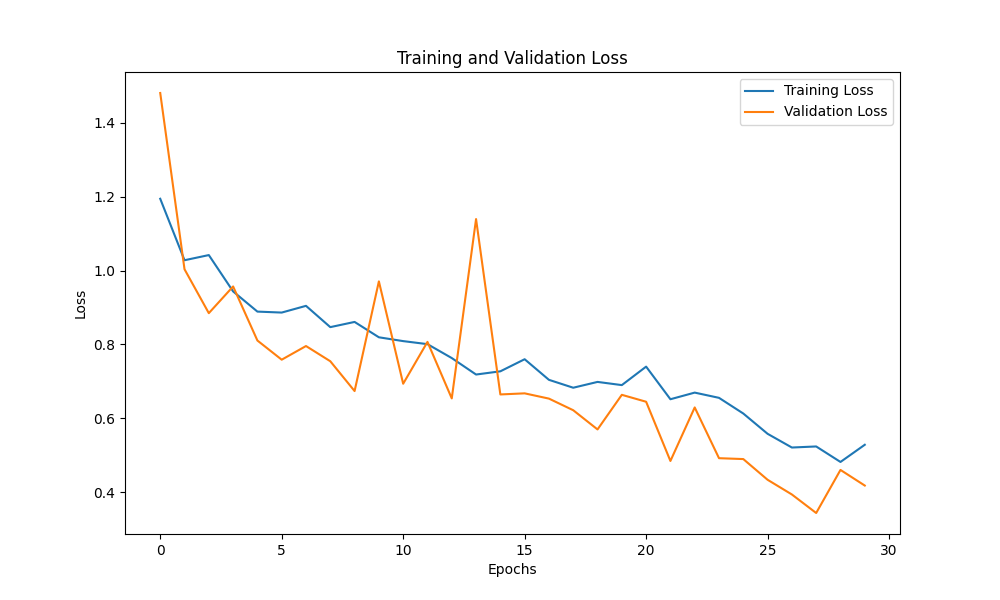 Training and Validation Loss
Training Loss
Validation Loss
Loss
1.4
1.2
1.0
0.8
0.6
0.4
0 5 10 15 20 25 30
Epochs